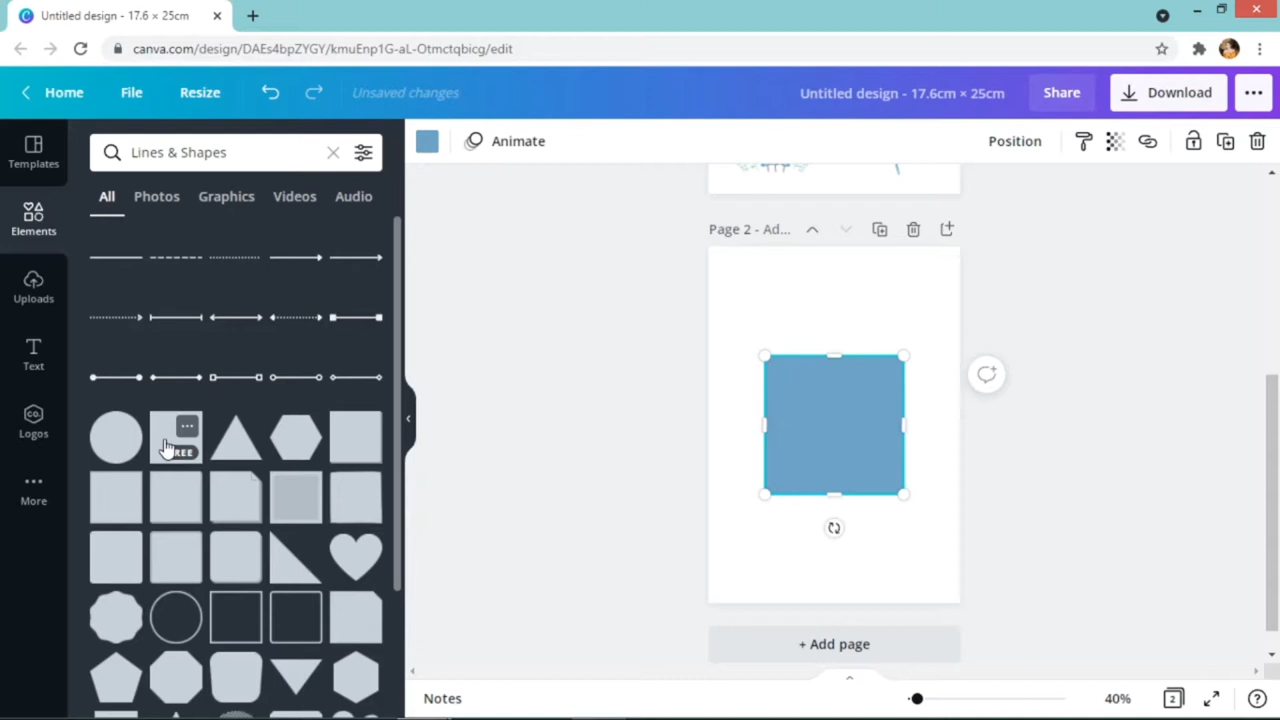 Untitled design - 17.6 × 25cm
canva.com/design/DAEs4bpZYGY/kmuEnp1G-aL-Otmctqbicg/edit
Home File Resize Unsaved changes Untitled design - 17.6cm × 25cm Share Download
Templates
Elements
Uploads
Text
CO.
Logos
More
Lines & Shapes
All Photos Graphics Videos Audio
REE
Animate Position
Page 2 - Ad...
+ Add page
Notes 40% 2 ?